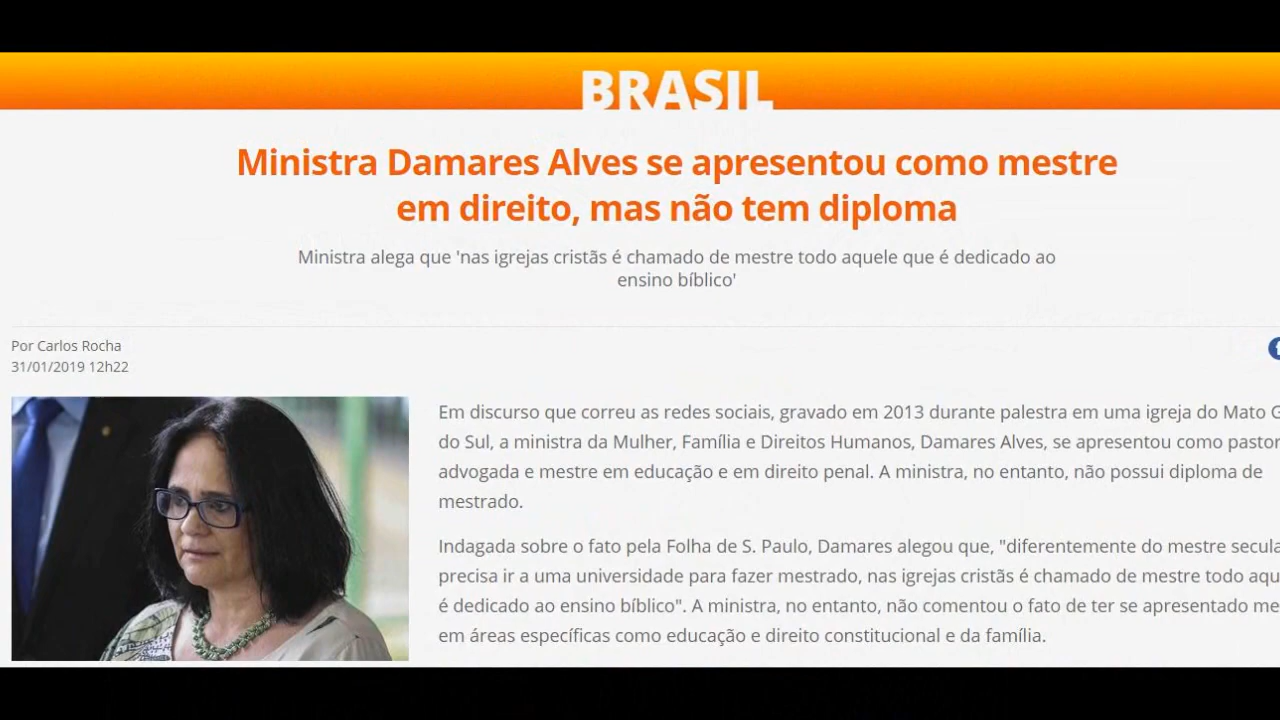 BRASIL
Ministra Damares Alves se apresentou como mestre
em direito, mas não tem diploma
Ministra alega que 'nas igrejas cristãs é chamado de mestre todo aquele que é dedicado ao
ensino bíblico'
Por Carlos Rocha
31/01/2019 12h22
Em discurso que correu as redes sociais, gravado em 2013 durante palestra em uma igreja do Mato G
do Sul, a ministra da Mulher, Família e Direitos Humanos, Damares Alves, se apresentou como pastor
advogada e mestre em educação e em direito penal. A ministra, no entanto, não possui diploma de
mestrado.
Indagada sobre o fato pela Folha de S. Paulo, Damares alegou que, "diferentemente do mestre secula
precisa ir a uma universidade para fazer mestrado, nas igrejas cristãs é chamado de mestre todo aqu
é dedicado ao ensino bíblico". A ministra, no entanto, não comentou o fato de ter se apresentado me
em áreas específicas como educação e direito constitucional e da família.